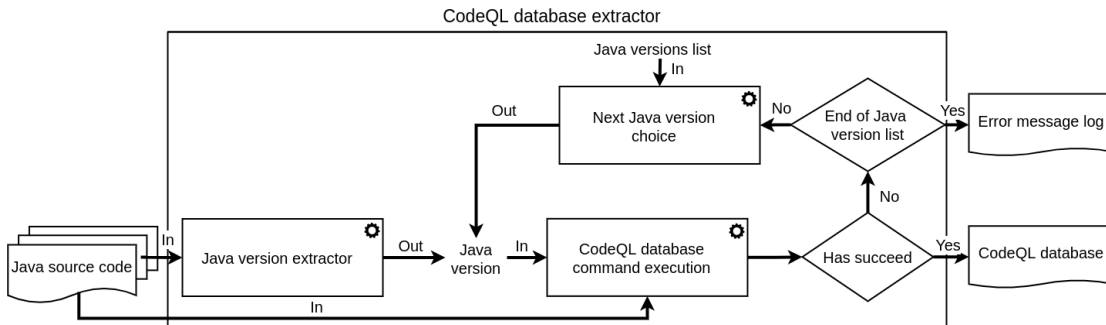 CodeQL database extractor
Java versions list
In
Next Java version
choice
Out
No
End of Java
version list
Yes
Error message log
No
Java source code
In
Java version extractor
Out
Java
version
In
CodeQL database
command execution
Has succeed
Yes
CodeQL database
In